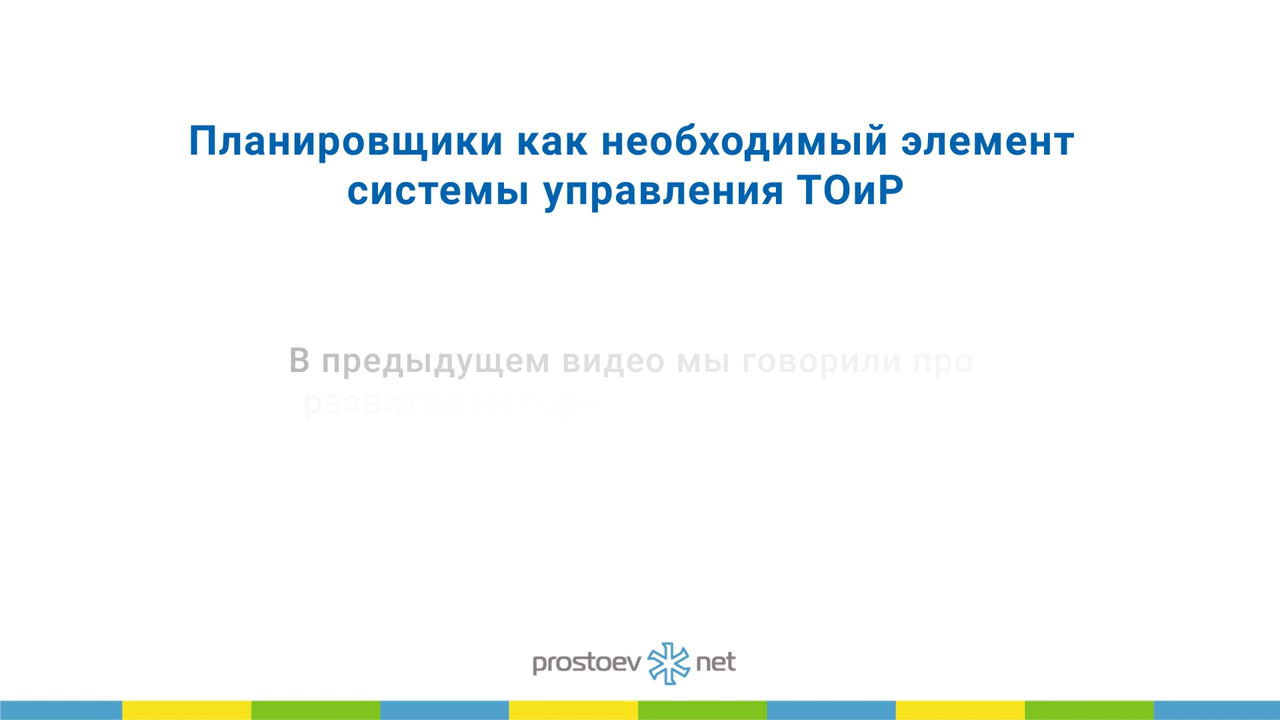 Планировщики как необходимый элемент
системы управления ТОиР
В предыдущем видео мы говорили про
развитие
prostoev net